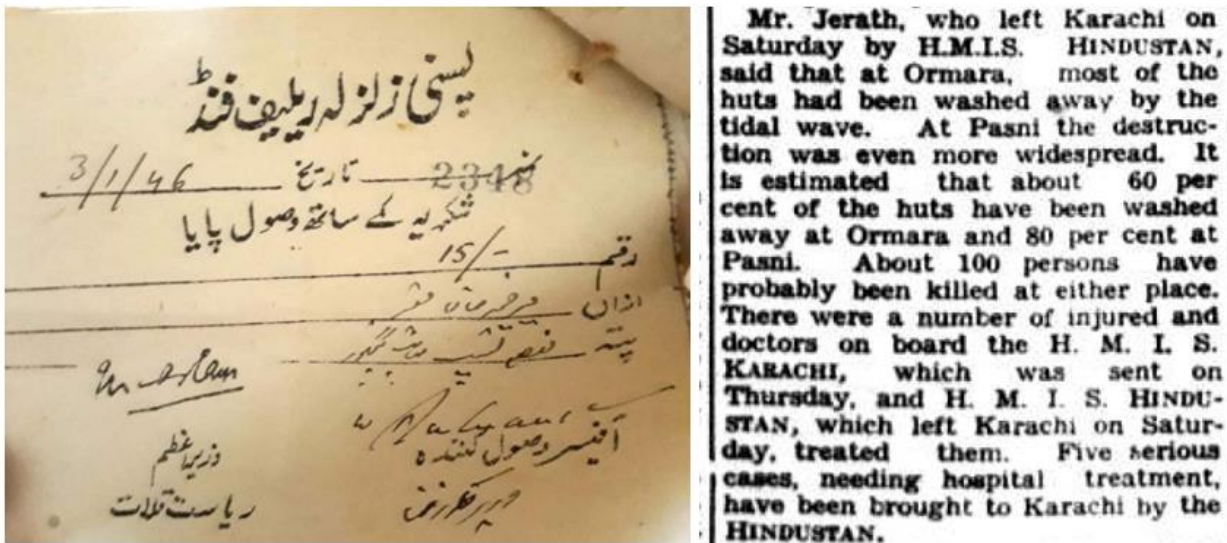 پسنی زلزلہ ریلیف فنڈ
نمبر 2348 تاریخ 3/1/46
شکریہ کے ساتھ وصول پایا
رقم 15/-
ازاں
پتہ
آفیسر وصول کنندہ
وزیر اعظم
ریاست قلات
Mr. Jerath, who left Karachi on
Saturday by H.M.I.S. HINDUSTAN,
said that at Ormara, most of the
huts had been washed away by the
tidal wave. At Pasni the destruc-
tion was even more widespread. It
is estimated that about 60 per
cent of the huts have been washed
away at Ormara and 80 per cent at
Pasni. About 100 persons have
probably been killed at either place.
There were a number of injured and
doctors on board the H. M. I. S.
KARACHI, which was sent on
Thursday, and H. M. I. S. HINDU-
STAN, which left Karachi on Satur-
day, treated them. Five serious
cases, needing hospital treatment,
have been brought to Karachi by the
HINDUSTAN.